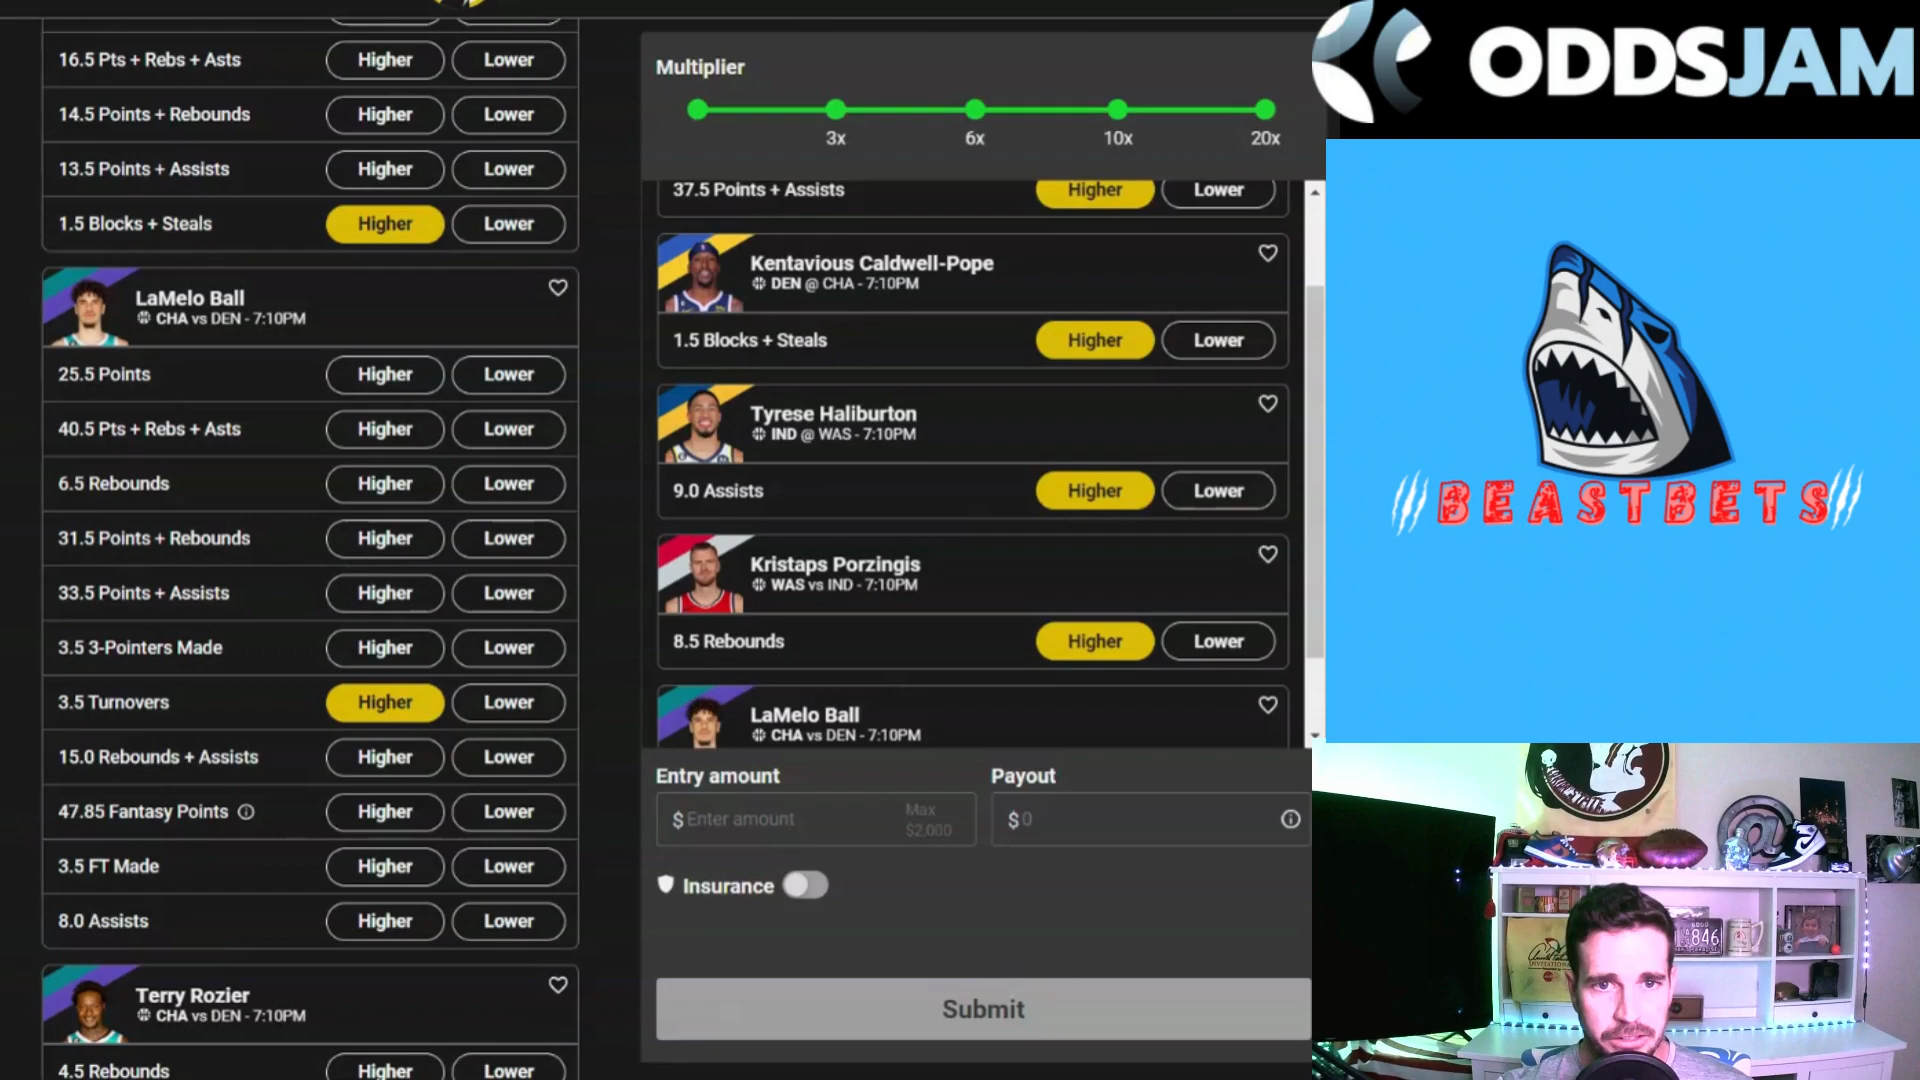 16.5 Pts + Rebs + Asts Higher Lower
14.5 Points + Rebounds Higher Lower
13.5 Points + Assists Higher Lower
1.5 Blocks + Steals Higher Lower
LaMelo Ball
CHA vs DEN - 7:10PM
25.5 Points Higher Lower
40.5 Pts + Rebs + Asts Higher Lower
6.5 Rebounds Higher Lower
31.5 Points + Rebounds Higher Lower
33.5 Points + Assists Higher Lower
3.5 3-Pointers Made Higher Lower
3.5 Turnovers Higher Lower
15.0 Rebounds + Assists Higher Lower
47.85 Fantasy Points Higher Lower
3.5 FT Made Higher Lower
8.0 Assists Higher Lower
Terry Rozier
CHA vs DEN - 7:10PM
4.5 Rebounds Higher Lower
Multiplier
3x 6x 10x 20x
37.5 Points + Assists Higher Lower
Kentavious Caldwell-Pope
DEN @ CHA - 7:10PM
1.5 Blocks + Steals Higher Lower
Tyrese Haliburton
IND @ WAS - 7:10PM
9.0 Assists Higher Lower
Kristaps Porzingis
WAS vs IND - 7:10PM
8.5 Rebounds Higher Lower
LaMelo Ball
CHA vs DEN - 7:10PM
Entry amount Payout
$ Enter amount Max $2,000 $ 0
Insurance
Submit
ODDSJAM
BEASTBETS
846